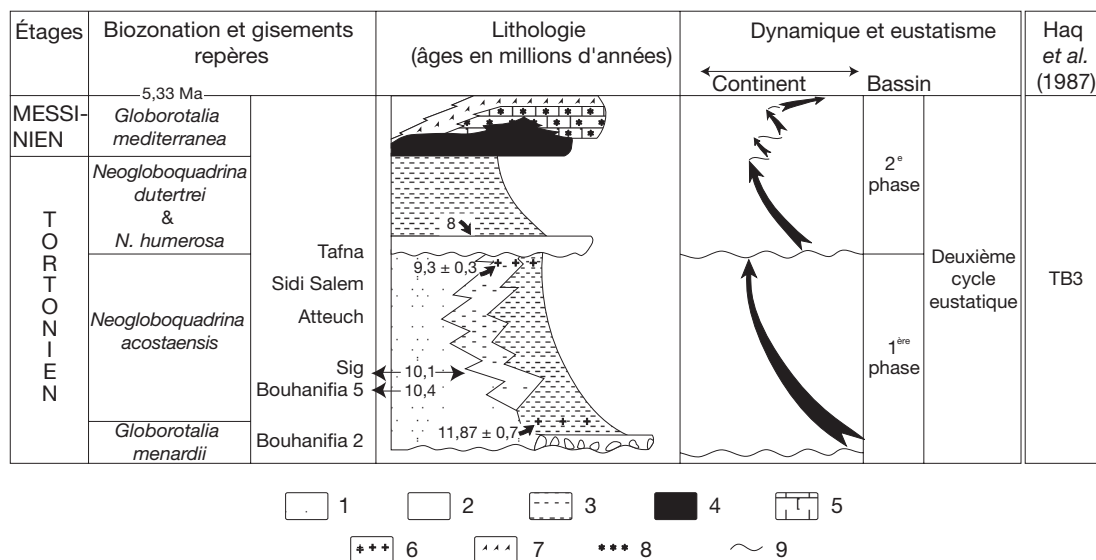 Étages
Biozonation et gisements
repères
Lithologie
(âges en millions d'années)
Dynamique et eustatisme
Continent
Bassin
Haq
et al.
(1987)
MESSI-
NIEN
5,33 Ma
Globorotalia
mediterranea
T
O
R
T
O
N
I
E
N
Neogloboquadrina
dutertrei
&
N. humerosa
Neogloboquadrina
acostaensis
Globorotalia
menardii
Tafna
Sidi Salem
Atteuch
Sig
Bouhanifia 5
Bouhanifia 2
8
9,3 ± 0,3
10,1
10,4
11,87 ± 0,7
2e
phase
1ère
phase
Deuxième
cycle
eustatique
TB3
1
2
3
4
5
6
7
8
9